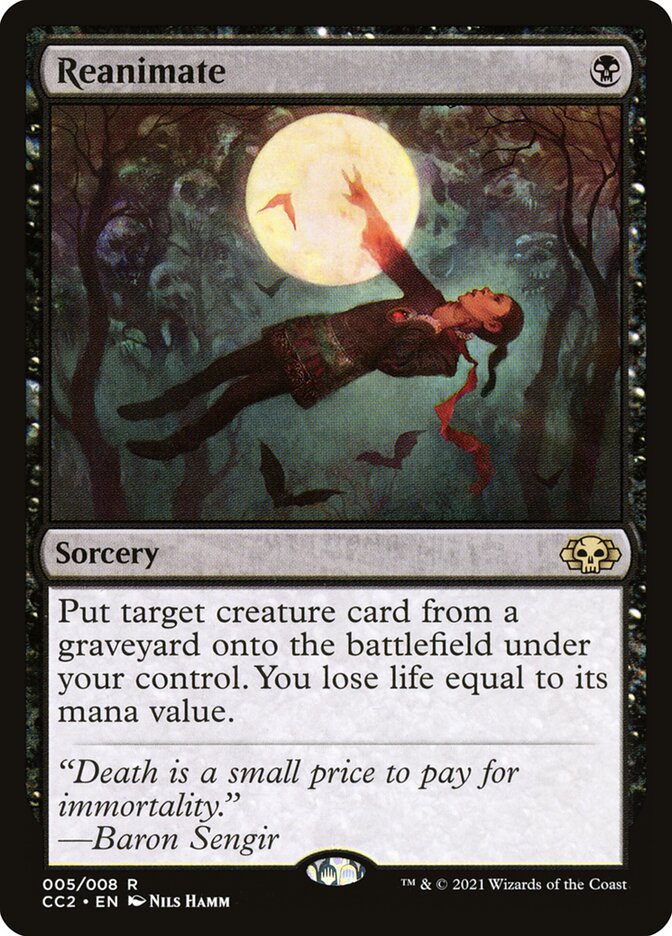 Reanimate
Sorcery
Put target creature card from a
graveyard onto the battlefield under
your control. You lose life equal to its
mana value.
“Death is a small price to pay for
immortality.”
—Baron Sengir
005/008 R
CC2 • EN Nils Hamm
™ & © 2021 Wizards of the Coast